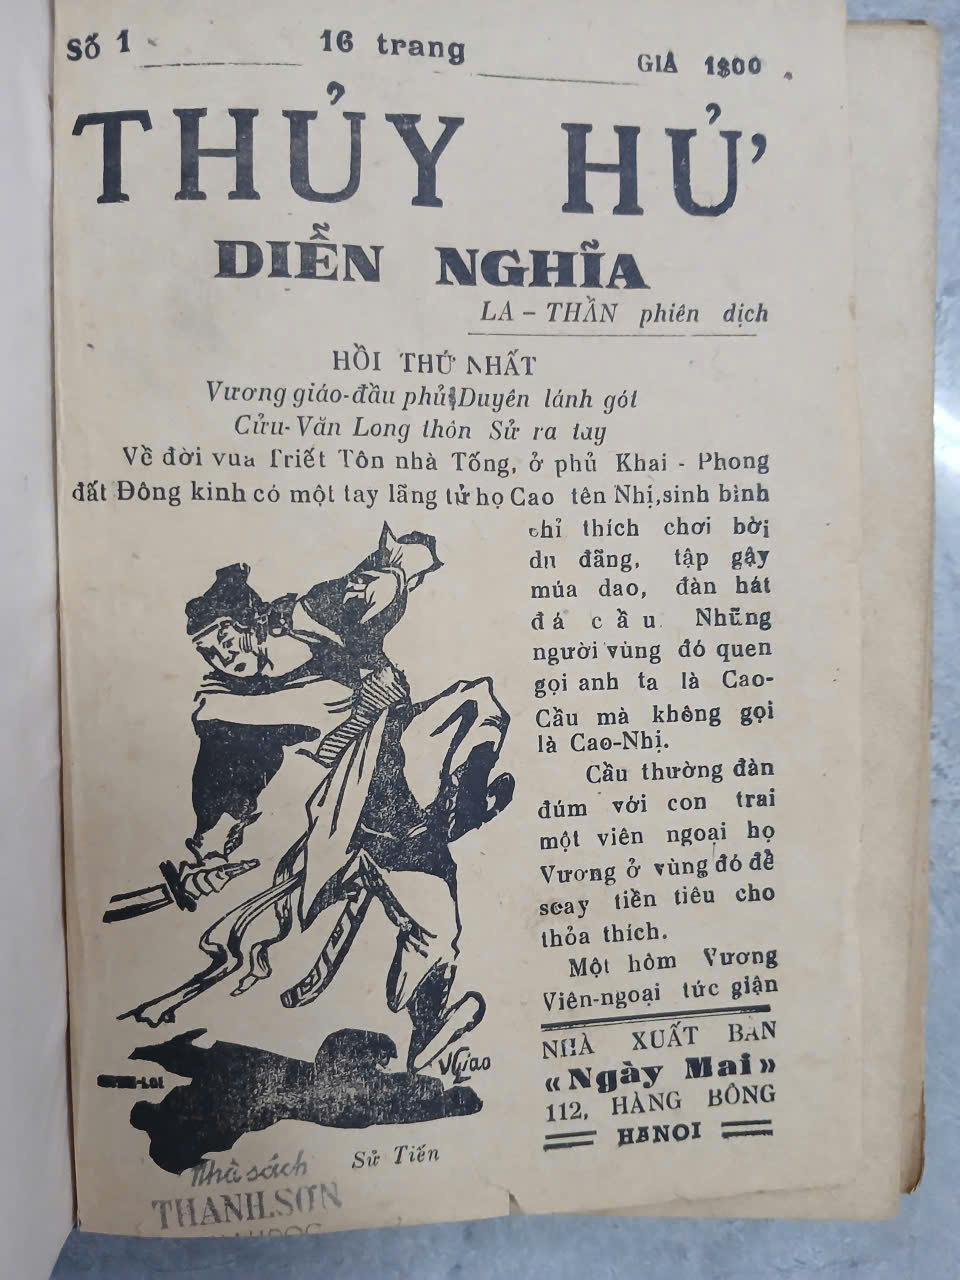 Số 1
16 trang
GIÁ 1$00
THỦY HỬ
DIỄN NGHĨA
LA - THẦN phiên dịch
HỒI THỨ NHẤT
Vương giáo-đầu phủ Duyên lánh gót
Cửu-Văn Long thôn Sử ra tay
Về đời vua Triết Tôn nhà Tống, ở phủ Khai - Phong
đất Đông kinh có một tay lãng tử họ Cao tên Nhị, sinh bình
chỉ thích chơi bời
du đãng, tập gậy
múa dao, đàn hát
đá cầu. Những
người vùng đó quen
gọi anh ta là Cao-
Cầu mà không gọi
là Cao-Nhị.
Cầu thường đàn
đúm với con trai
một viên ngoại họ
Vương ở vùng đó để
soay tiền tiêu cho
thỏa thích.
Một hôm Vương
Viên-ngoại tức giận
NHÀ XUẤT BẢN
«Ngày Mai»
112, HÀNG BÔNG
HANOI
VGiao
Sử Tiến
Nhà sách
THANH.SƠN